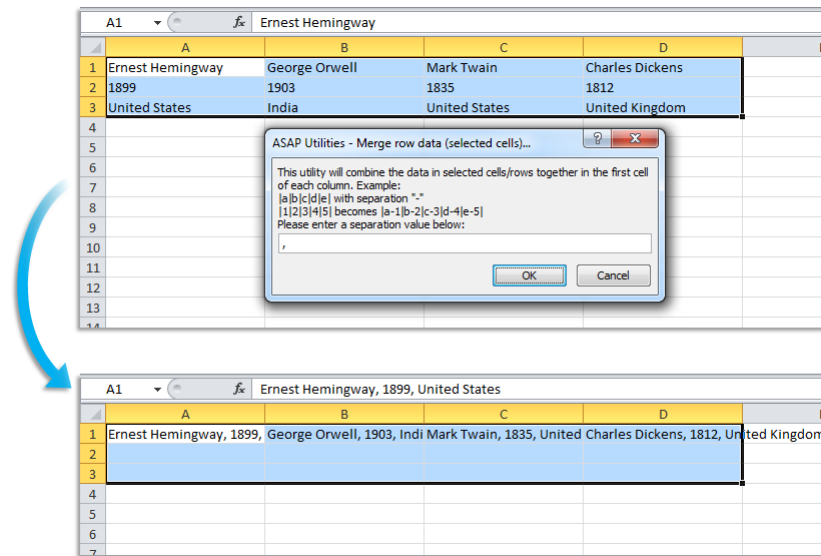 A1 fx Ernest Hemingway
A B C D
1 Ernest Hemingway George Orwell Mark Twain Charles Dickens
2 1899 1903 1835 1812
3 United States India United States United Kingdom
4
ASAP Utilities - Merge row data (selected cells)...
5
This utility will combine the data in selected cells/rows together in the first cell
6
of each column. Example:
7
|a|b|c|d|e| with separation "-"
8
|1|2|3|4|5| becomes |a-1|b-2|c-3|d-4|e-5|
9
Please enter a separation value below:
10
,
11
OK Cancel
12
13
14
A1 fx Ernest Hemingway, 1899, United States
A B C D
1 Ernest Hemingway, 1899, George Orwell, 1903, Indi Mark Twain, 1835, United Charles Dickens, 1812, United Kingdom
2
3
4
5
6
7